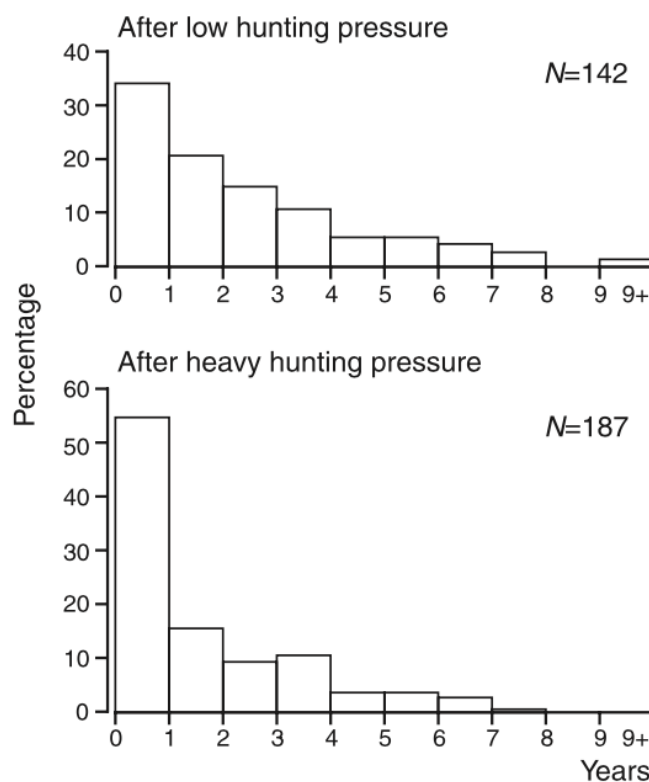 After low hunting pressure
N=142
40
30
20
10
0
0 1 2 3 4 5 6 7 8 9 9+
Percentage
After heavy hunting pressure
N=187
60
50
40
30
20
10
0
0 1 2 3 4 5 6 7 8 9 9+
Years